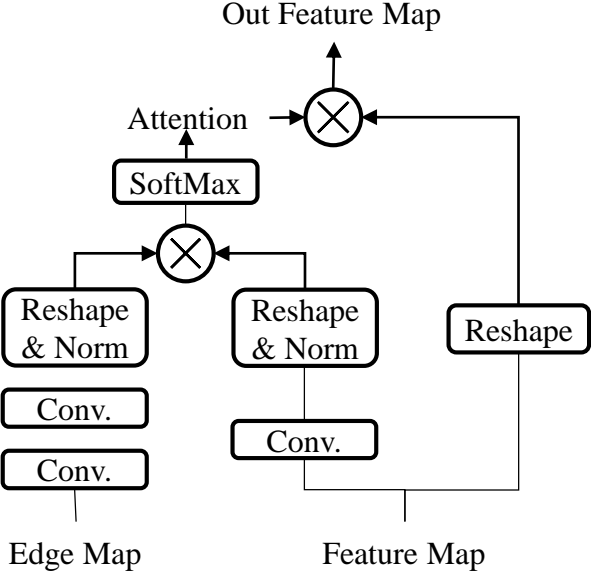 Out Feature Map
Attention
SoftMax
Reshape
& Norm
Reshape
& Norm
Reshape
Conv.
Conv.
Conv.
Edge Map
Feature Map